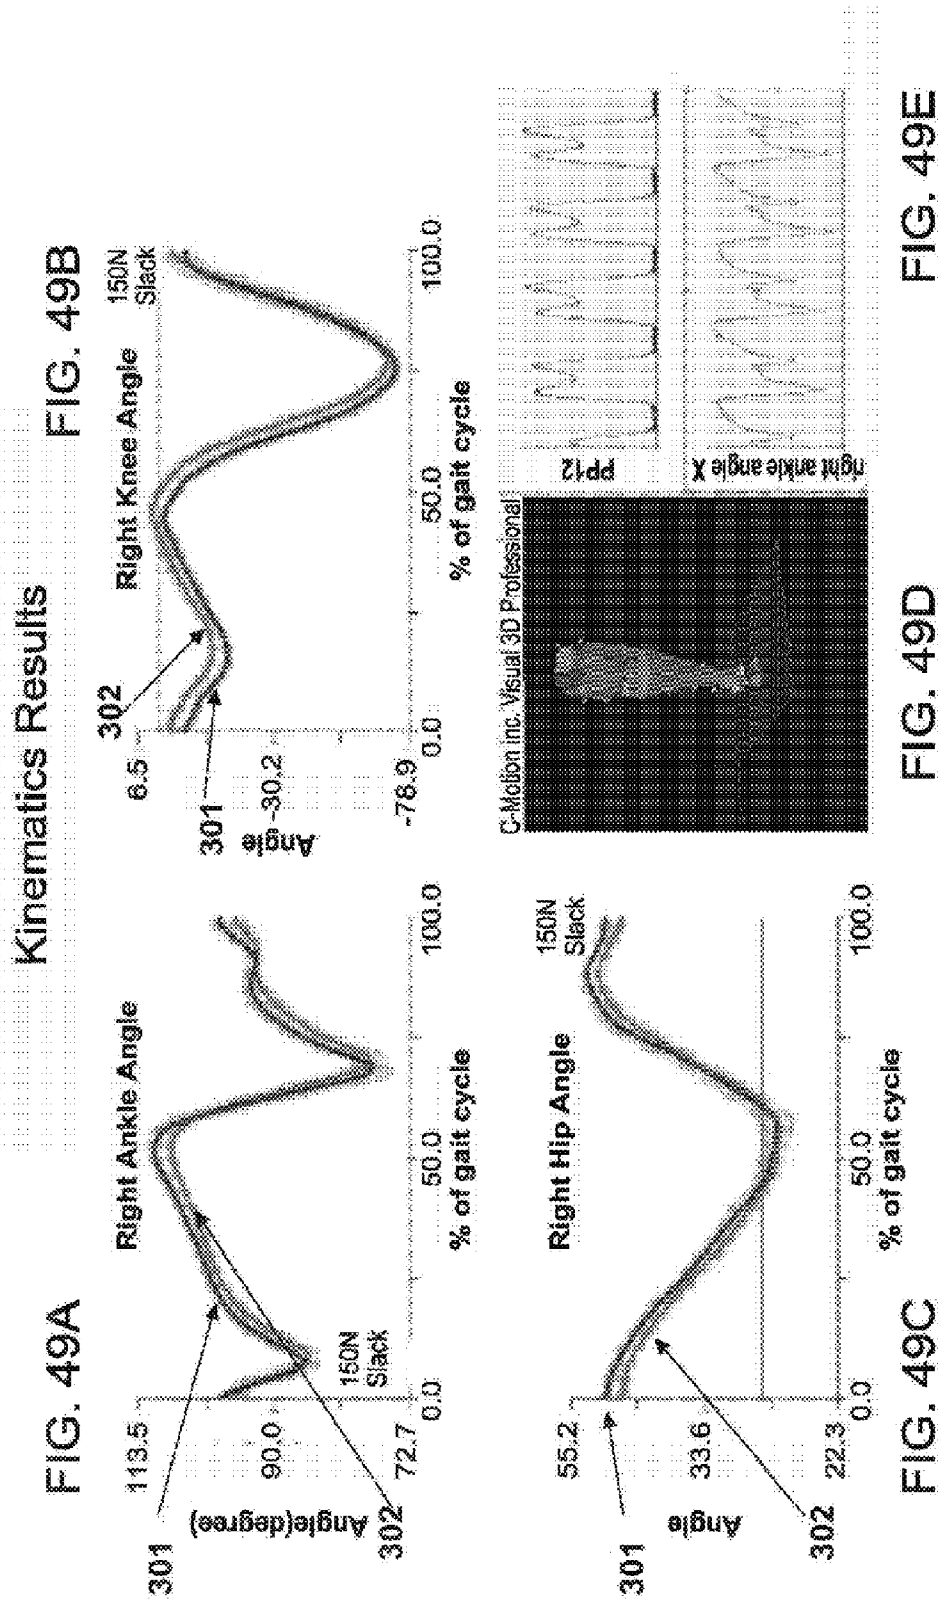 Kinematics Results
FIG. 49A
Right Ankle Angle
301
113.5
90.0
72.7
Angle(degree)
302
150N
Slack
0.0
50.0
100.0
% of gait cycle
FIG. 49B
Right Knee Angle
150N
Slack
302
6.5
301
-30.2
-78.9
Angle
0.0
50.0
100.0
% of gait cycle
FIG. 49C
Right Hip Angle
150N
Slack
55.2
301
33.6
22.3
Angle
302
0.0
50.0
100.0
% of gait cycle
C-Motion inc. Visual 3D Professional
FIG. 49D
PP12
right ankle angle X
FIG. 49E